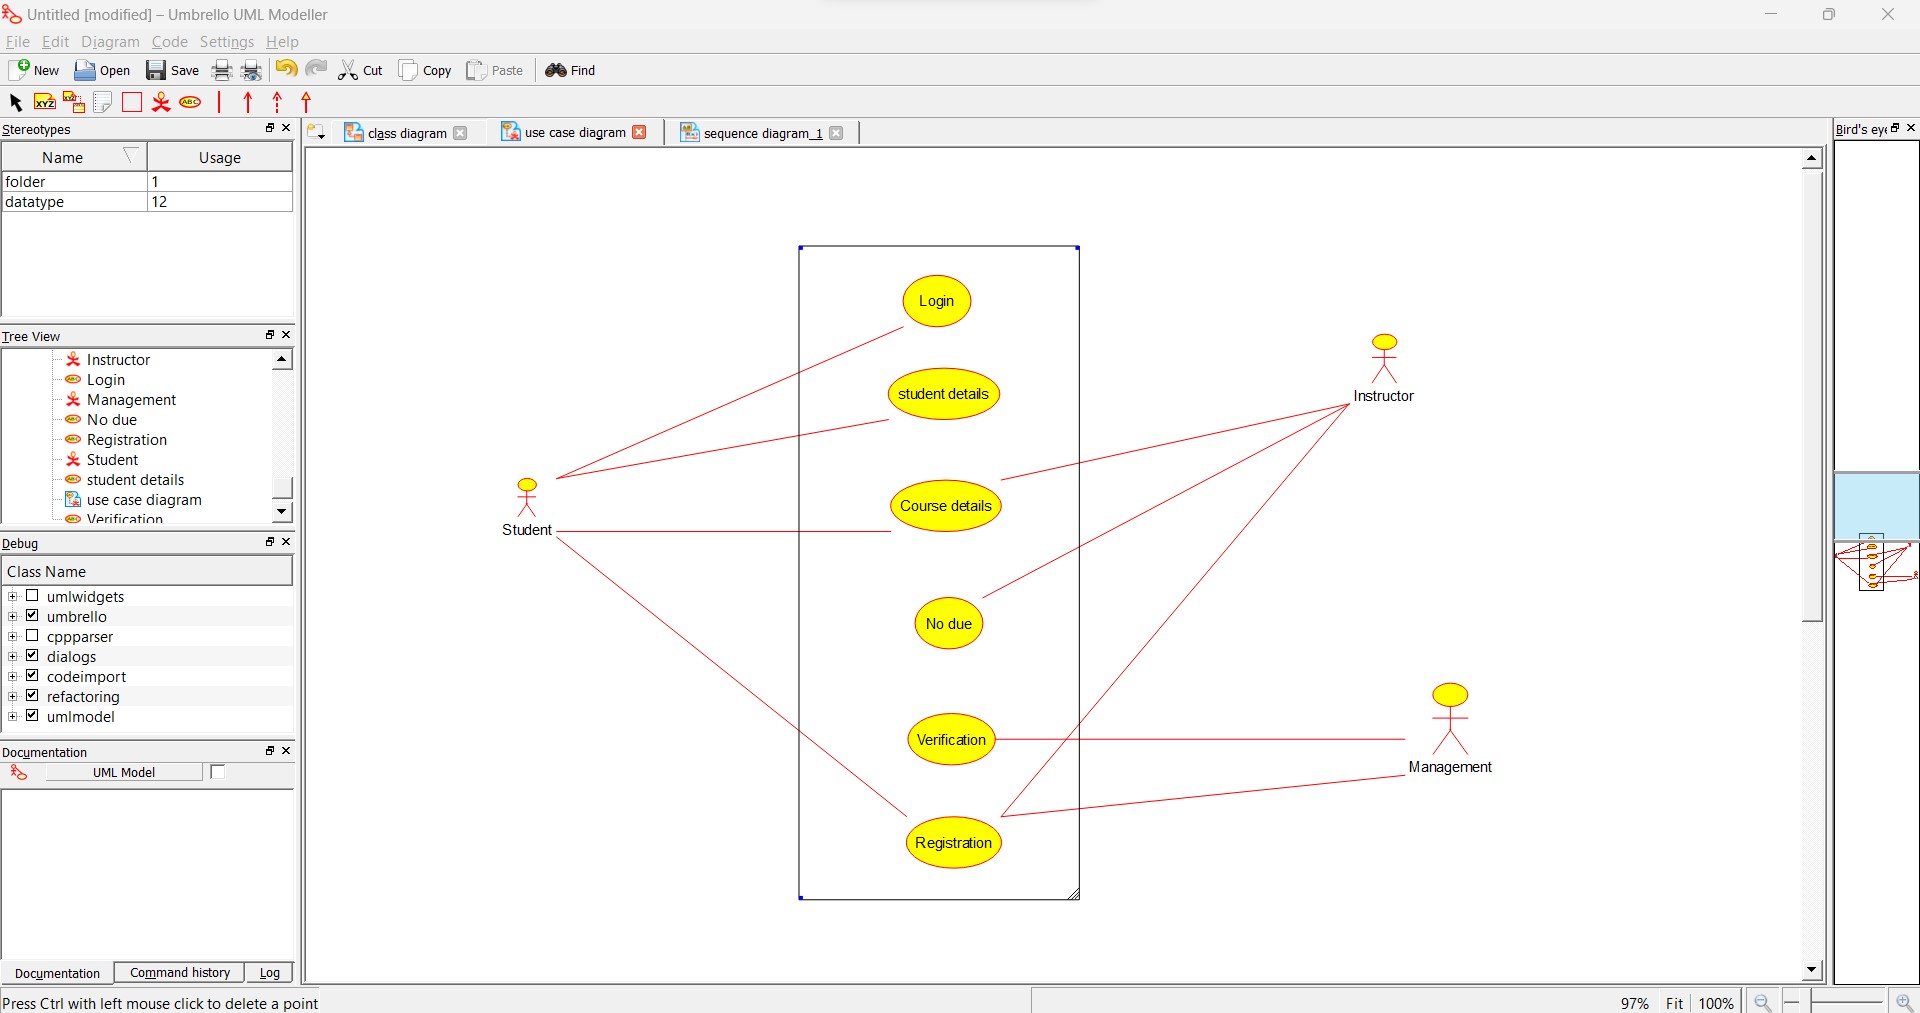 Untitled [modified] – Umbrello UML Modeller
File Edit Diagram Code Settings Help
New Open Save Cut Copy Paste Find
XYZ XYZ ABC
Stereotypes
Name Usage
folder 1
datatype 12
Tree View
Instructor
Login
Management
No due
Registration
Student
student details
use case diagram
Verification
Debug
Class Name
umlwidgets
umbrello
cppparser
dialogs
codeimport
refactoring
umlmodel
Documentation
UML Model
Documentation Command history Log
class diagram use case diagram sequence diagram_1
Login
student details
Instructor
Course details
Student
No due
Verification
Management
Registration
Bird's eye
Press Ctrl with left mouse click to delete a point
97% Fit 100%